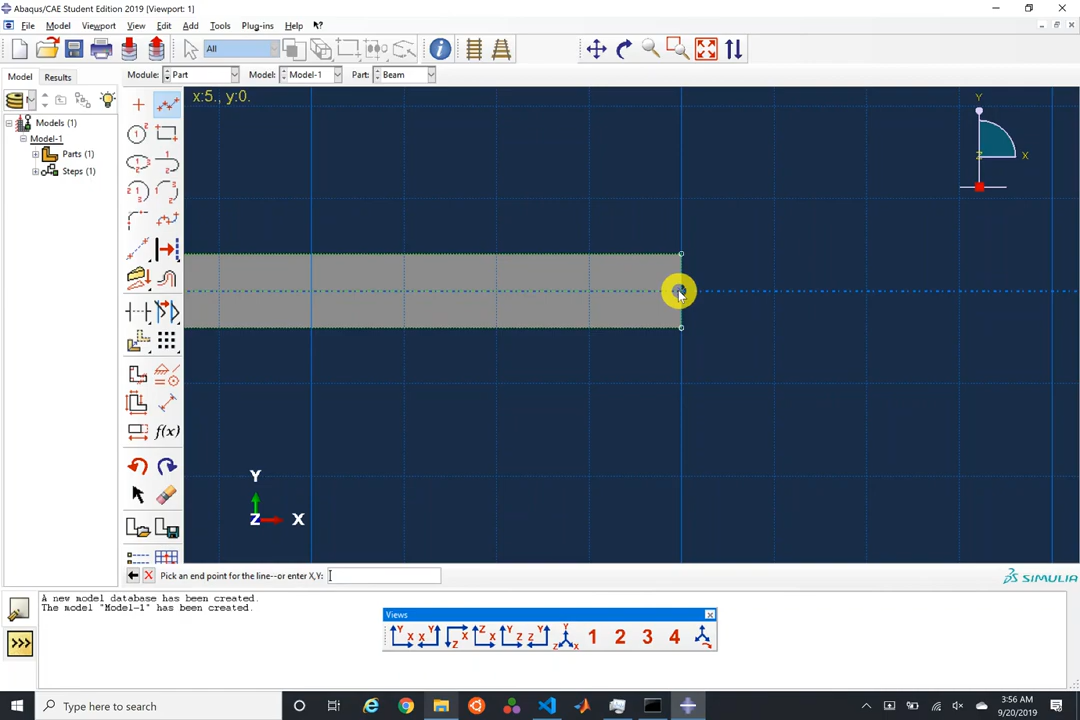 Abaqus/CAE Student Edition 2019 [Viewport: 1]
File Model Viewport View Edit Add Tools Plug-ins Help
All
Model Results
Module: Part Model: Model-1 Part: Beam
x:5., y:0.
Models (1)
Model-1
Parts (1)
Steps (1)
Y
Z X
f(x)
Y
Z X
Pick an end point for the line--or enter X,Y:
SIMULIA
A new model database has been created.
The model "Model-1" has been created.
Views
1 2 3 4
Type here to search
3:56 AM
9/20/2019